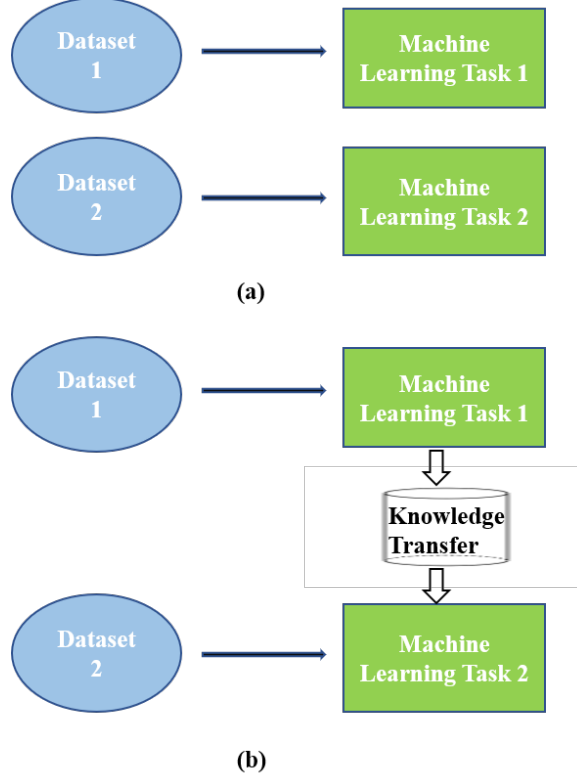 Dataset
1
Machine
Learning Task 1
Dataset
2
Machine
Learning Task 2
(a)
Dataset
1
Machine
Learning Task 1
Knowledge
Transfer
Dataset
2
Machine
Learning Task 2
(b)